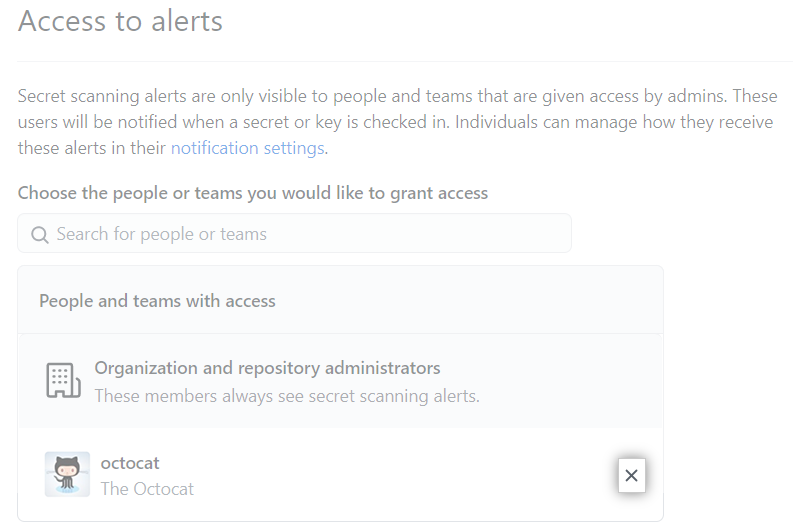 Access to alerts
Secret scanning alerts are only visible to people and teams that are given access by admins. These
users will be notified when a secret or key is checked in. Individuals can manage how they receive
these alerts in their notification settings.
Choose the people or teams you would like to grant access
Search for people or teams
People and teams with access
Organization and repository administrators
These members always see secret scanning alerts.
octocat
The Octocat